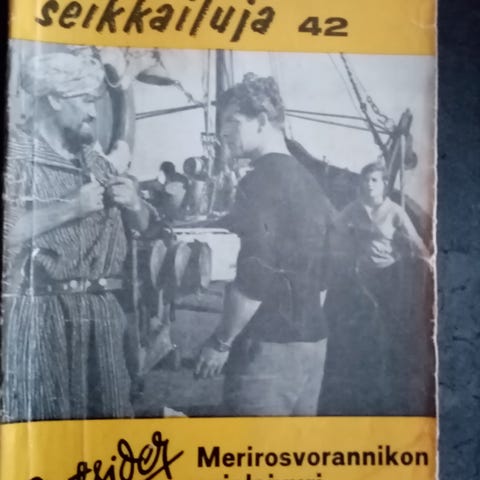 seikkailuja 42
Outsider
Merirosvorannikon